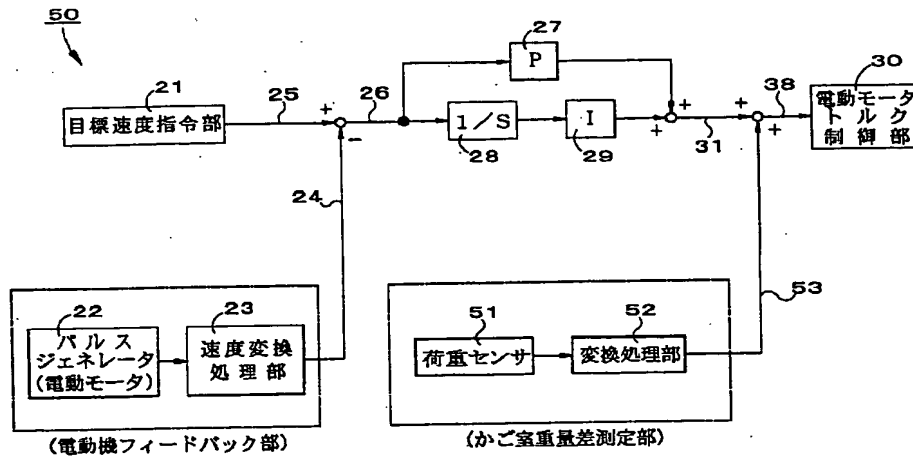 50
21
目標速度指令部
25
+
-
26
27
P
1/S
28
I
29
+
+
31
+
+
38
30
電動モータ
トルク
制御部
24
22
パルス
ジェネレータ
(電動モータ)
23
速度変換
処理部
(電動機フィードバック部)
51
荷重センサ
52
変換処理部
53
(かご室重量差測定部)